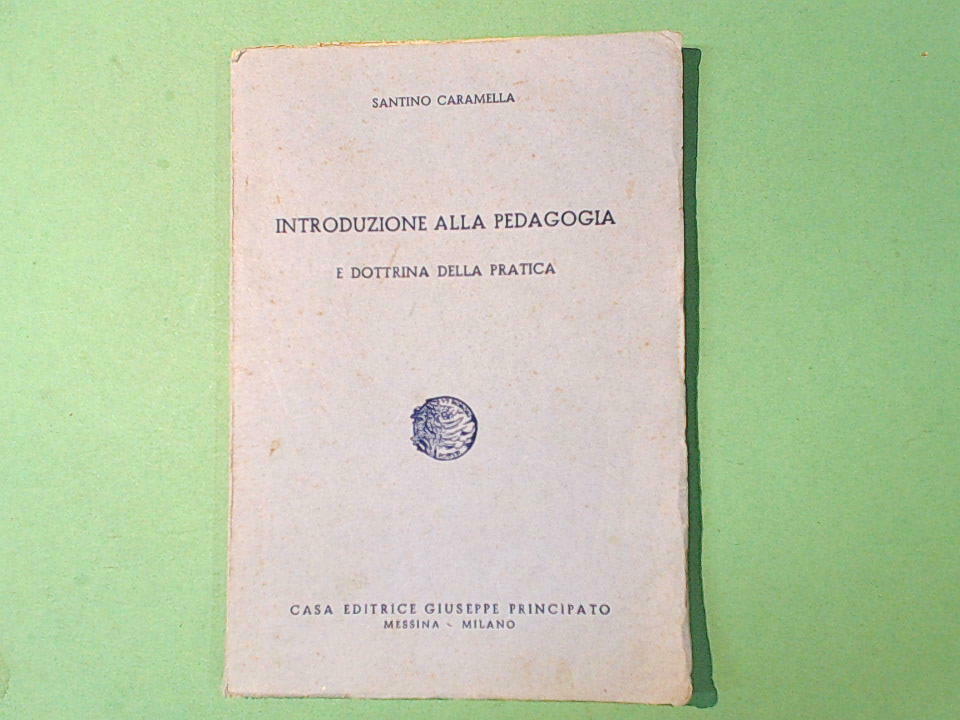 SANTINO CARAMELLA
INTRODUZIONE ALLA PEDAGOGIA
E DOTTRINA DELLA PRATICA
CASA EDITRICE GIUSEPPE PRINCIPATO
MESSINA - MILANO